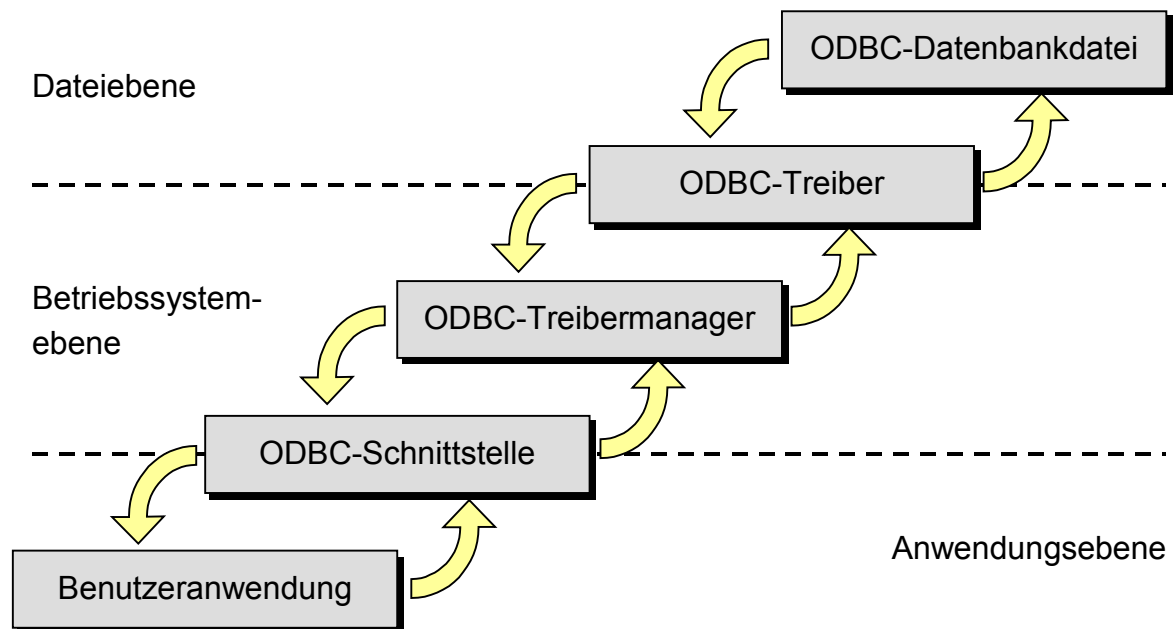 ODBC-Datenbankdatei
Dateiebene
ODBC-Treiber
ODBC-Treibermanager
Betriebssystem-
ebene
ODBC-Schnittstelle
Anwendungsebene
Benutzeranwendung